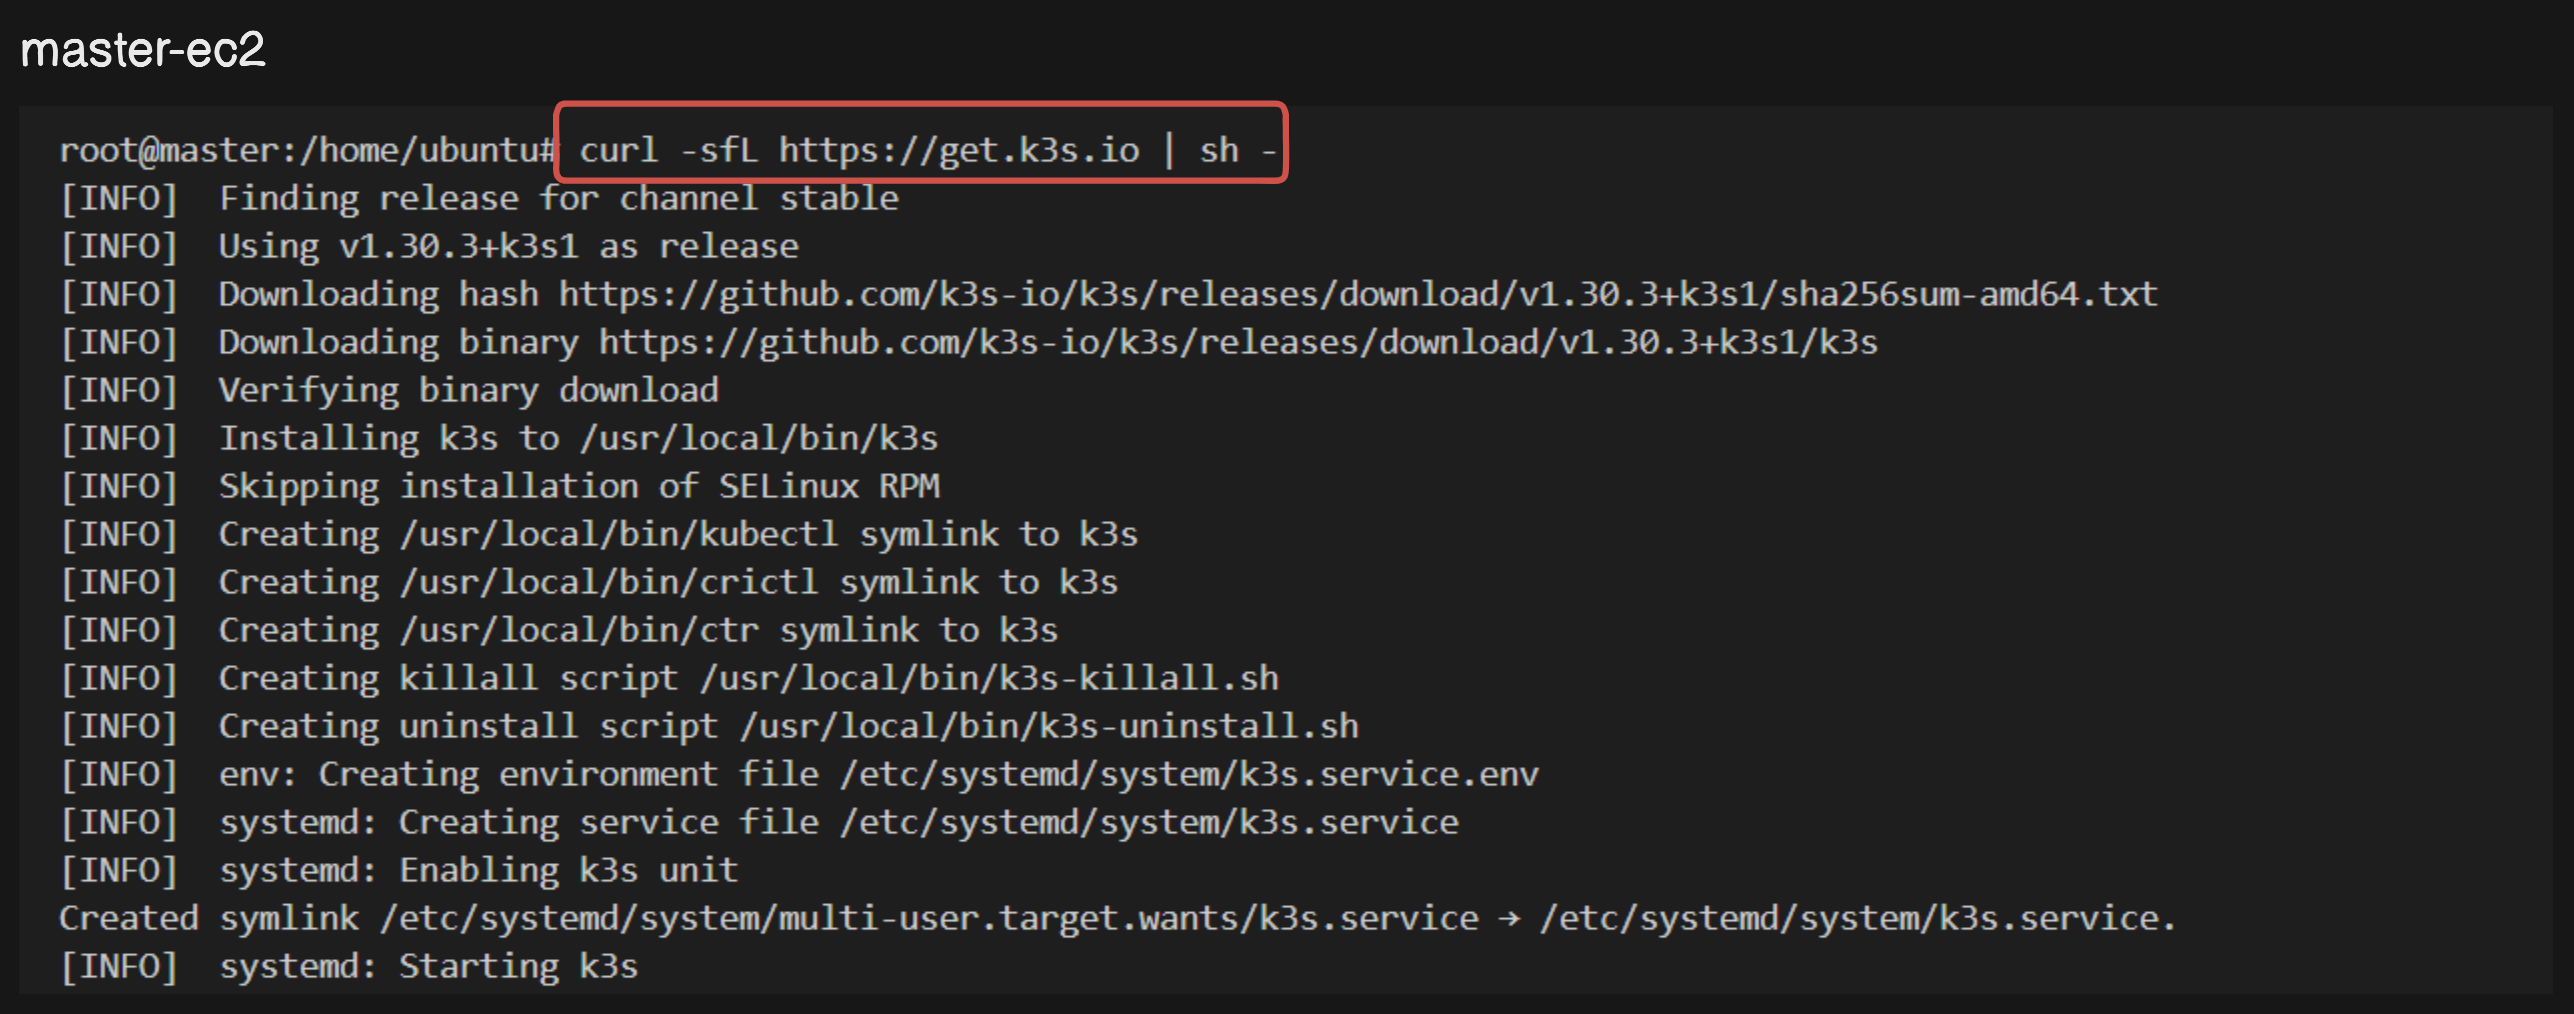 master-ec2
root@master:/home/ubuntu# curl -sfL https://get.k3s.io | sh -
[INFO]  Finding release for channel stable
[INFO]  Using v1.30.3+k3s1 as release
[INFO]  Downloading hash https://github.com/k3s-io/k3s/releases/download/v1.30.3+k3s1/sha256sum-amd64.txt
[INFO]  Downloading binary https://github.com/k3s-io/k3s/releases/download/v1.30.3+k3s1/k3s
[INFO]  Verifying binary download
[INFO]  Installing k3s to /usr/local/bin/k3s
[INFO]  Skipping installation of SELinux RPM
[INFO]  Creating /usr/local/bin/kubectl symlink to k3s
[INFO]  Creating /usr/local/bin/crictl symlink to k3s
[INFO]  Creating /usr/local/bin/ctr symlink to k3s
[INFO]  Creating killall script /usr/local/bin/k3s-killall.sh
[INFO]  Creating uninstall script /usr/local/bin/k3s-uninstall.sh
[INFO]  env: Creating environment file /etc/systemd/system/k3s.service.env
[INFO]  systemd: Creating service file /etc/systemd/system/k3s.service
[INFO]  systemd: Enabling k3s unit
Created symlink /etc/systemd/system/multi-user.target.wants/k3s.service → /etc/systemd/system/k3s.service.
[INFO]  systemd: Starting k3s